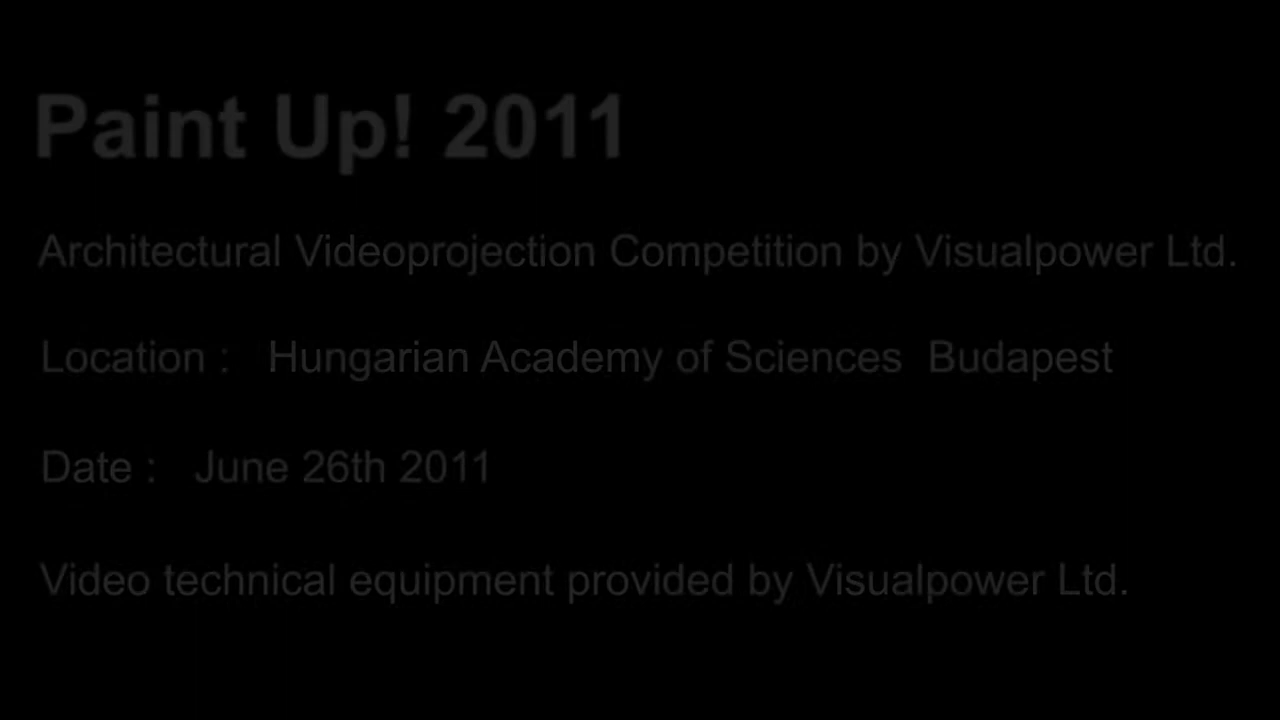 Paint Up! 2011
Architectural Videoprojection Competition by Visualpower Ltd.
Location :   Hungarian Academy of Sciences  Budapest
Date :   June 26th 2011
Video technical equipment provided by Visualpower Ltd.